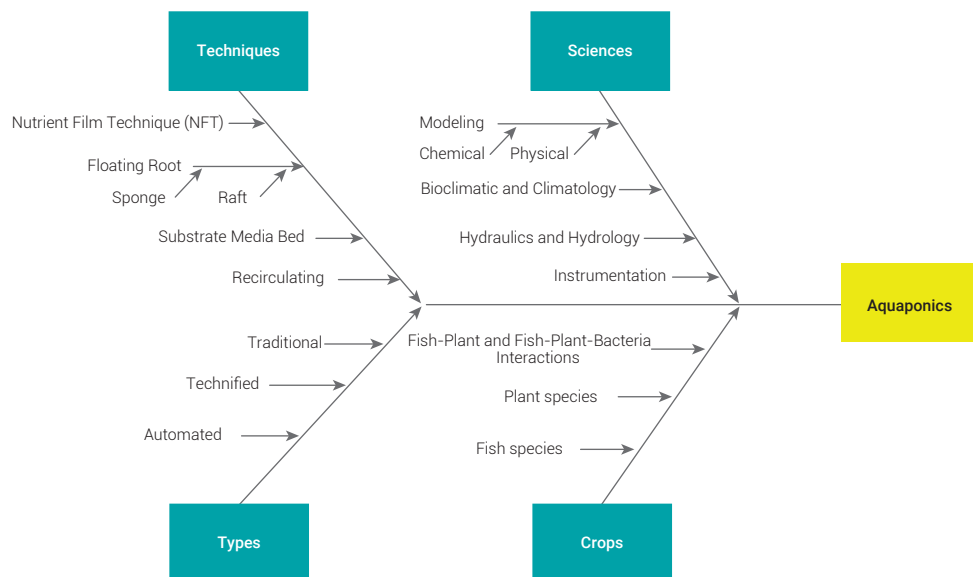 Techniques
Sciences
Nutrient Film Technique (NFT)
Modeling
Chemical
Physical
Floating Root
Sponge
Raft
Bioclimatic and Climatology
Substrate Media Bed
Hydraulics and Hydrology
Recirculating
Instrumentation
Aquaponics
Traditional
Fish-Plant and Fish-Plant-Bacteria
Interactions
Technified
Plant species
Automated
Fish species
Types
Crops